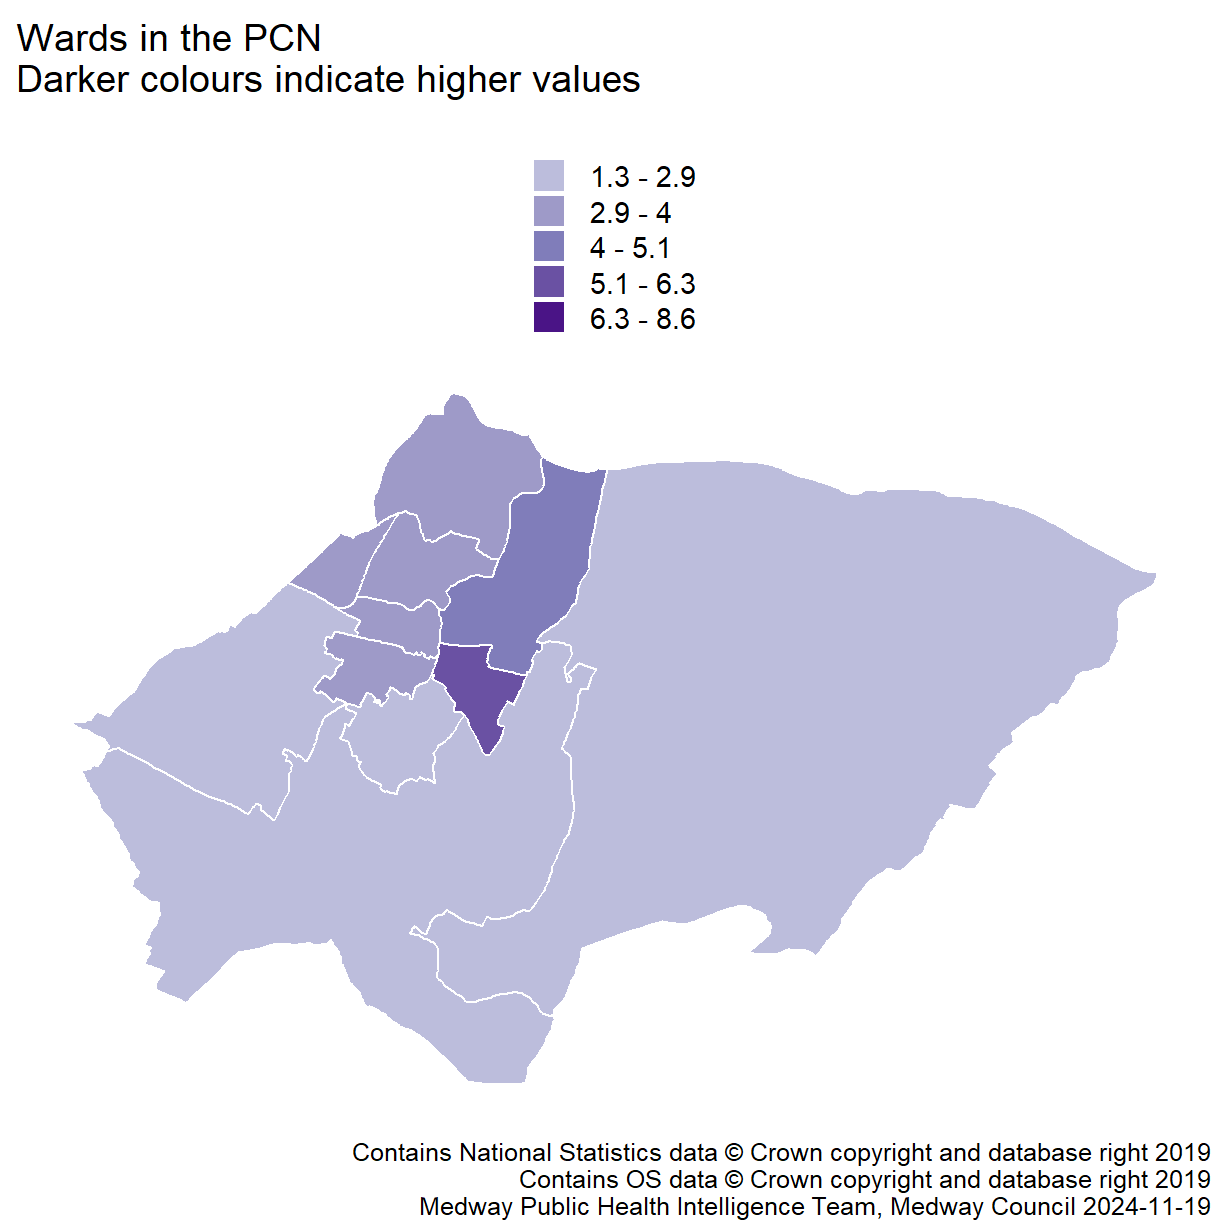 Wards in the PCN
Darker colours indicate higher values
1.3 - 2.9
2.9 - 4
4 - 5.1
5.1 - 6.3
6.3 - 8.6
Contains National Statistics data © Crown copyright and database right 2019
Contains OS data © Crown copyright and database right 2019
Medway Public Health Intelligence Team, Medway Council 2024-11-19